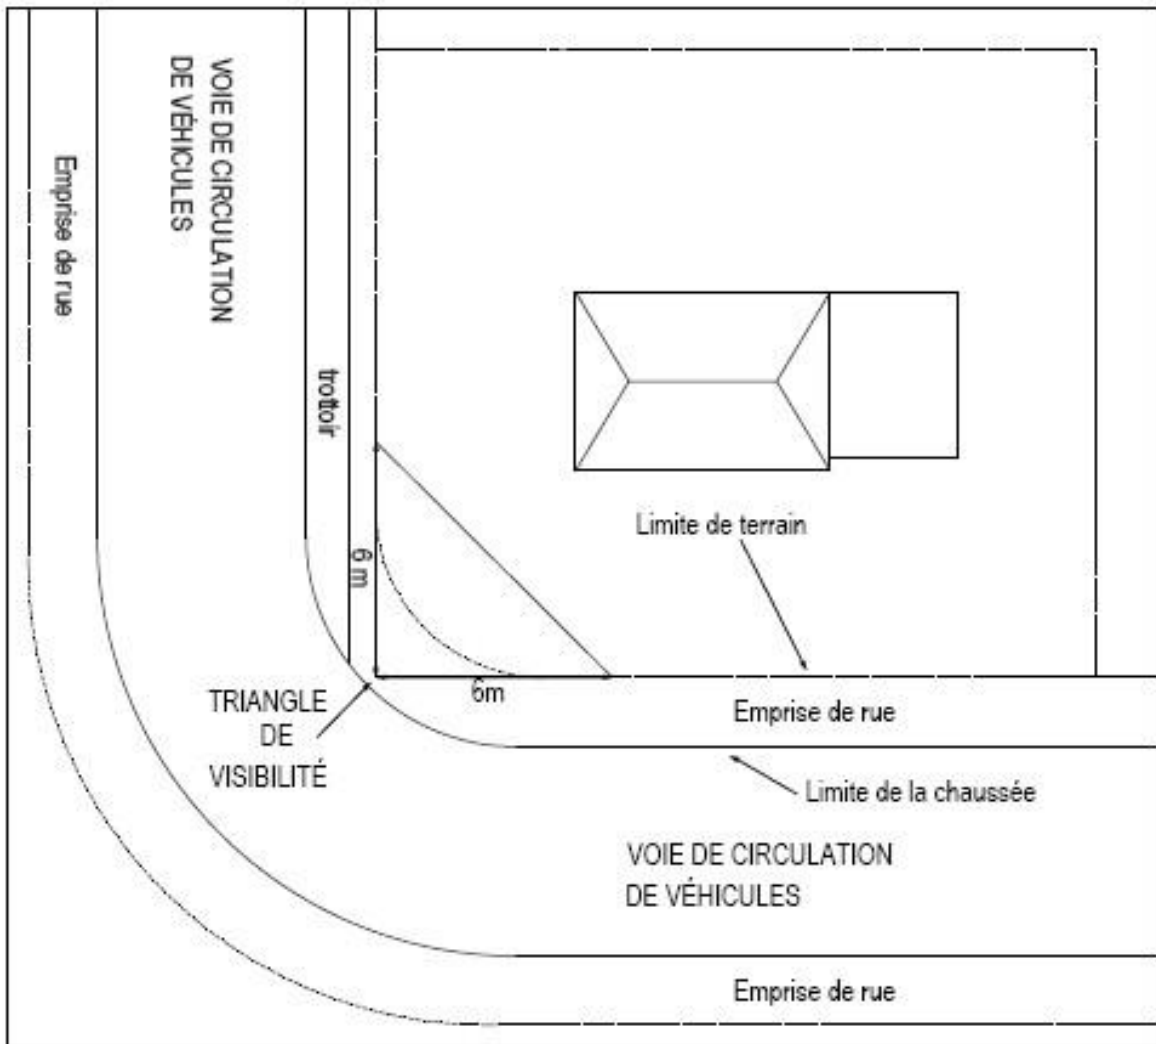 VOIE DE CIRCULATION
DE VÉHICULES
Emprise de rue
trottoir
Limite de terrain
6 m
6m
TRIANGLE
DE
VISIBILITÉ
Emprise de rue
Limite de la chaussée
VOIE DE CIRCULATION
DE VÉHICULES
Emprise de rue